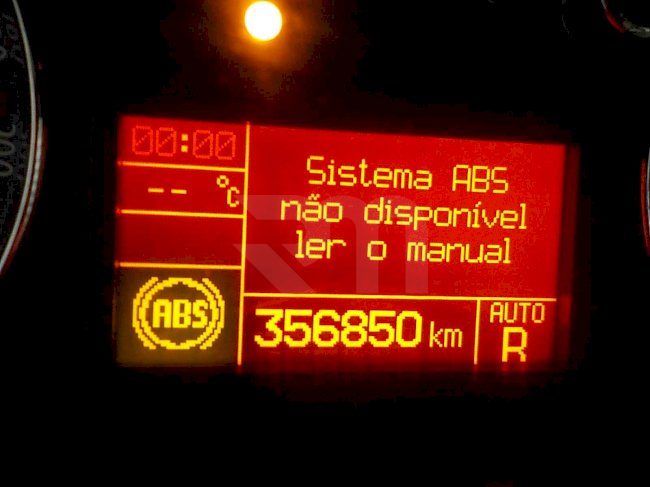 00:00
-- °C
Sistema ABS
não disponível
ler o manual
ABS
356850 km
AUTO
R